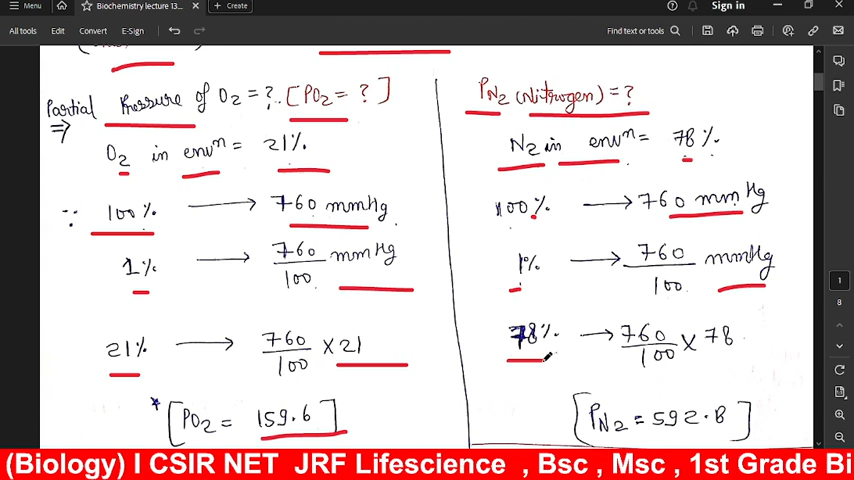 Menu
Biochemistry lecture 13...
+ Create
Sign in
All tools
Edit
Convert
E-Sign
Find text or tools
Partial Pressure of O2 = ?. [PO2 = ?]
⇒
O2 in envⁿ = 21%
∵ 100% → 760 mmHg
1% → 760/100 mmHg
21% → 760/100 × 21
* [PO2 = 159.6]
PN2 (Nitrogen) = ?
N2 in envⁿ = 78%
100% → 760 mmHg
1% → 760/100 mmHg
78% → 760/100 × 78
[PN2 = 592.8]
1
8
(Biology) I CSIR NET JRF Lifescience , Bsc , Msc , 1st Grade Bi